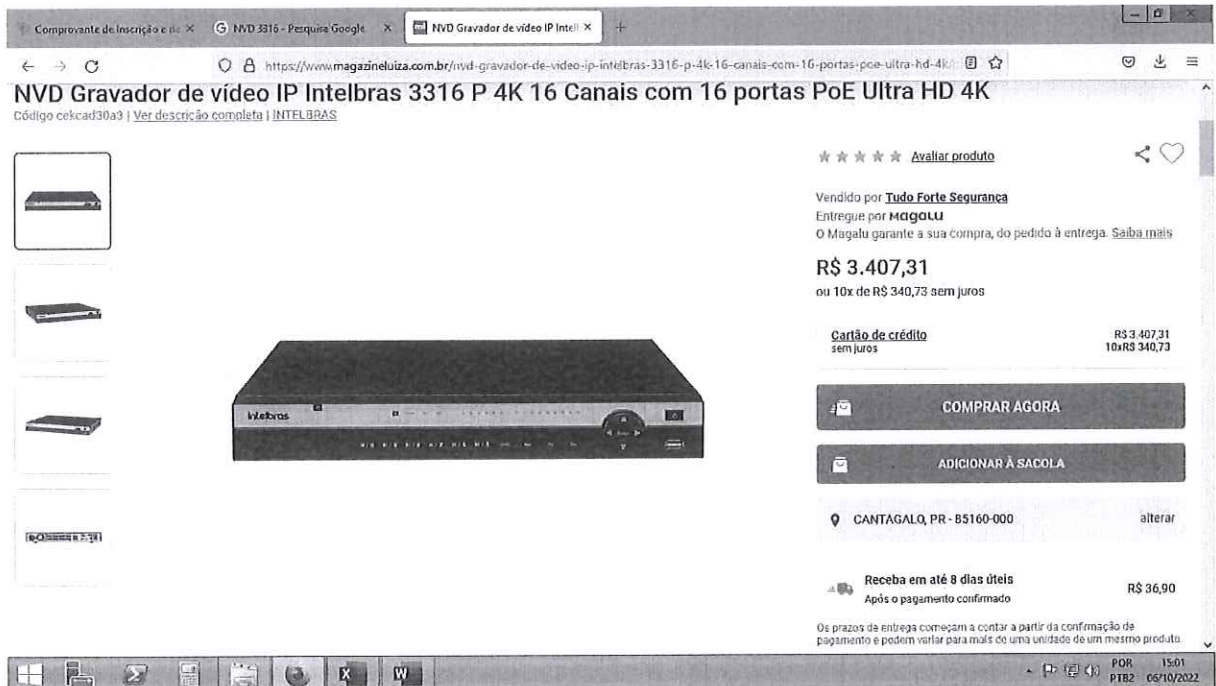 Comprovante de Inscrição e de
NVD 3316 - Pesquisa Google
NVD Gravador de vídeo IP Inteli
https://www.magazineluiza.com.br/nvd-gravador-de-video-ip-intelbras-3316-p-4k-16-canais-com-16-portas-poe-ultra-hd-4k/
NVD Gravador de vídeo IP Intelbras 3316 P 4K 16 Canais com 16 portas PoE Ultra HD 4K
Código cekcad30a3 | Ver descrição completa | INTELBRAS
Avaliar produto
Vendido por Tudo Forte Segurança
Entregue por Magalu
O Magalu garante a sua compra, do pedido à entrega. Saiba mais
R$ 3.407,31
ou 10x de R$ 340,73 sem juros
Cartão de crédito
sem juros
R$ 3.407,31
10xR$ 340,73
intelbras
COMPRAR AGORA
ADICIONAR À SACOLA
CANTAGALO, PR - 85160-000
alterar
Receba em até 8 dias úteis
Após o pagamento confirmado
R$ 36,90
Os prazos de entrega começam a contar a partir da confirmação de
pagamento e podem variar para mais de uma unidade de um mesmo produto.
POR
PTB2
15:01
06/10/2022